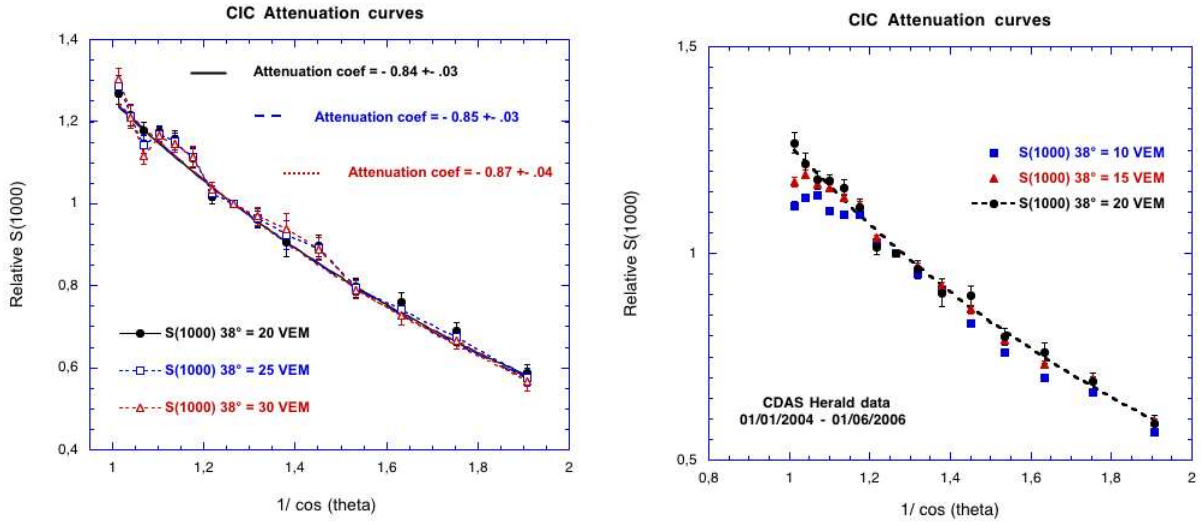 CIC Attenuation curves
1,4
1,2
1,0
0,8
0,6
0,4
Relative S(1000)
Attenuation coef = - 0.84 +- .03
Attenuation coef = - 0.85 +- .03
Attenuation coef = - 0.87 +- .04
S(1000) 38° = 20 VEM
S(1000) 38° = 25 VEM
S(1000) 38° = 30 VEM
1 1,2 1,4 1,6 1,8 2
1/ cos (theta)
CIC Attenuation curves
1,5
1
0,5
Relative S(1000)
S(1000) 38° = 10 VEM
S(1000) 38° = 15 VEM
S(1000) 38° = 20 VEM
CDAS Herald data
01/01/2004 - 01/06/2006
0,8 1 1,2 1,4 1,6 1,8 2
1/ cos (theta)